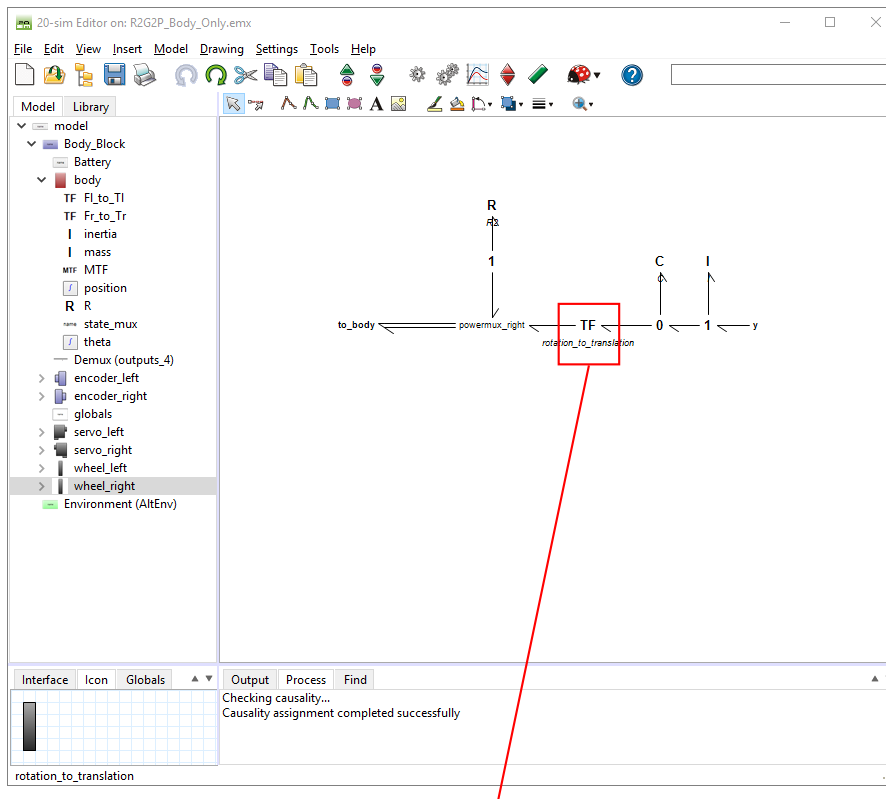 20-sim Editor on: R2G2P_Body_Only.emx
File Edit View Insert Model Drawing Settings Tools Help
Model Library
A
model
Body_Block
Battery
body
TF Fl_to_Tl
TF Fr_to_Tr
I inertia
I mass
MTF MTF
position
R R
name state_mux
theta
Demux (outputs_4)
encoder_left
encoder_right
globals
servo_left
servo_right
wheel_left
wheel_right
Environment (AltEnv)
R
R2
1
C I
C
to_body powermux_right TF 0 1 y
rotation_to_translation
Interface Icon Globals
Output Process Find
Checking causality...
Causality assignment completed successfully
rotation_to_translation